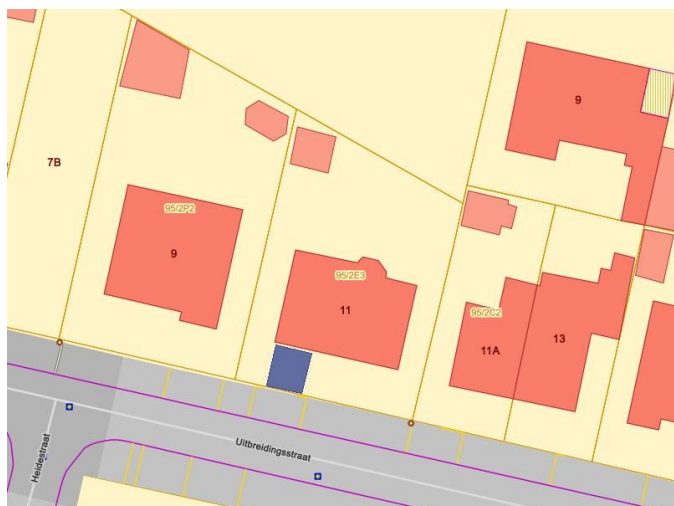 9
7B
95/2P2
9
95/2E3
11
95/2C2
11A
13
Uitbreidingsstraat
Heidestraat